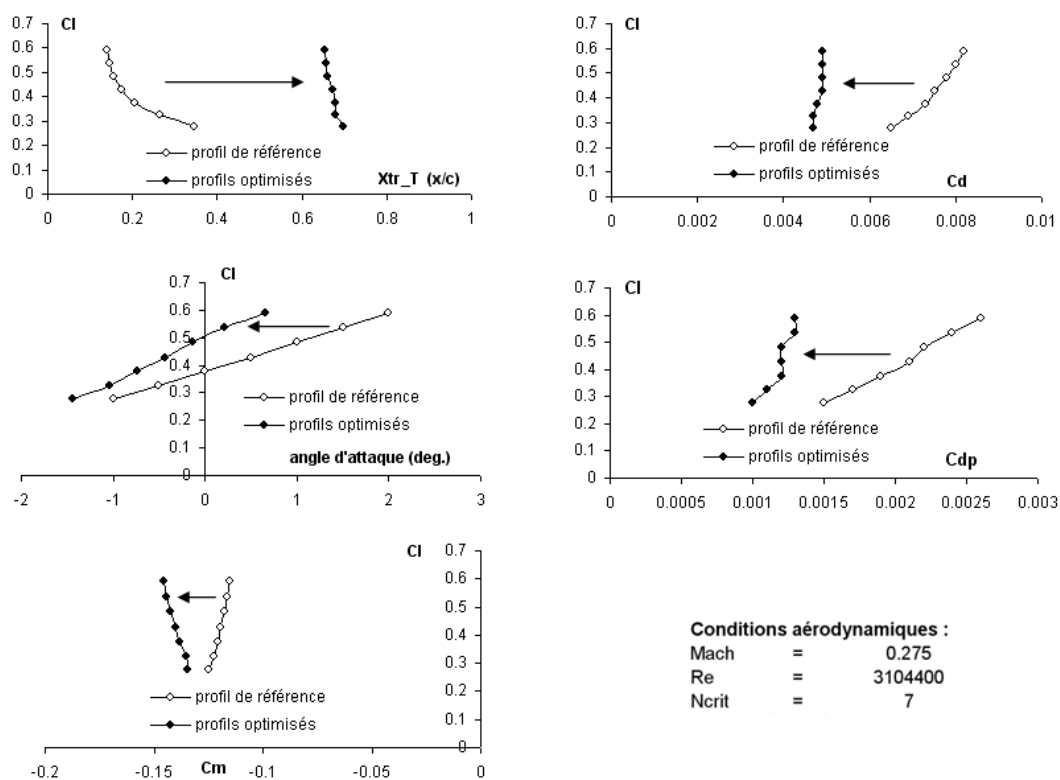 Cl
0.7
0.6
0.5
0.4
0.3
0.2
0.1
0
profil de référence
profils optimisés
Xtr_T (x/c)
0 0.2 0.4 0.6 0.8 1
Cl
0.7
0.6
0.5
0.4
0.3
0.2
0.1
0
profil de référence
profils optimisés
Cd
0 0.002 0.004 0.006 0.008 0.01
Cl
0.7
0.6
0.5
0.4
0.3
0.2
0.1
0
profil de référence
profils optimisés
angle d'attaque (deg.)
-2 -1 0 1 2 3
Cl
0.7
0.6
0.5
0.4
0.3
0.2
0.1
0
profil de référence
profils optimisés
Cdp
0 0.0005 0.001 0.0015 0.002 0.0025 0.003
Cl
0.7
0.6
0.5
0.4
0.3
0.2
0.1
0
profil de référence
profils optimisés
-0.2 -0.15 Cm -0.1 -0.05 0
Conditions aérodynamiques :
Mach = 0.275
Re = 3104400
Ncrit = 7